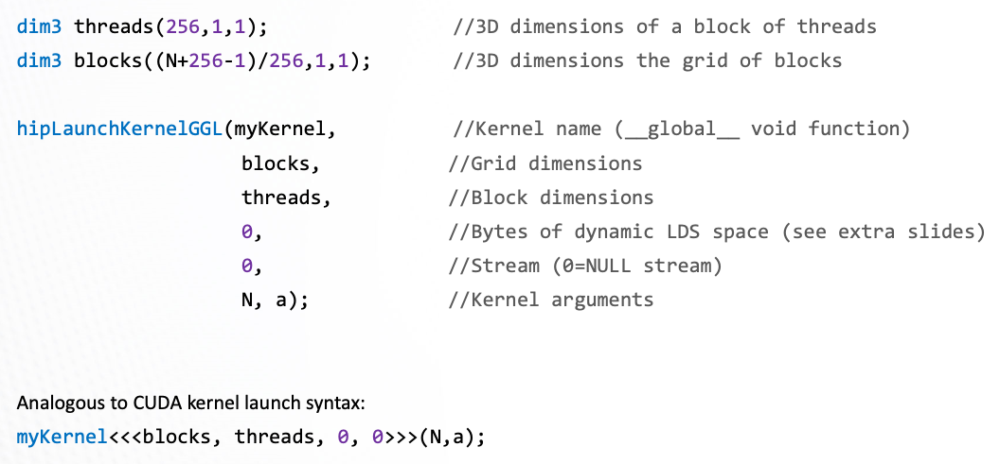 dim3 threads(256,1,1); //3D dimensions of a block of threads
dim3 blocks((N+256-1)/256,1,1); //3D dimensions the grid of blocks
hipLaunchKernelGGL(myKernel, //Kernel name (__global__ void function)
blocks, //Grid dimensions
threads, //Block dimensions
0, //Bytes of dynamic LDS space (see extra slides)
0, //Stream (0=NULL stream)
N, a); //Kernel arguments
Analogous to CUDA kernel launch syntax:
myKernel<<<blocks, threads, 0, 0>>>(N,a);